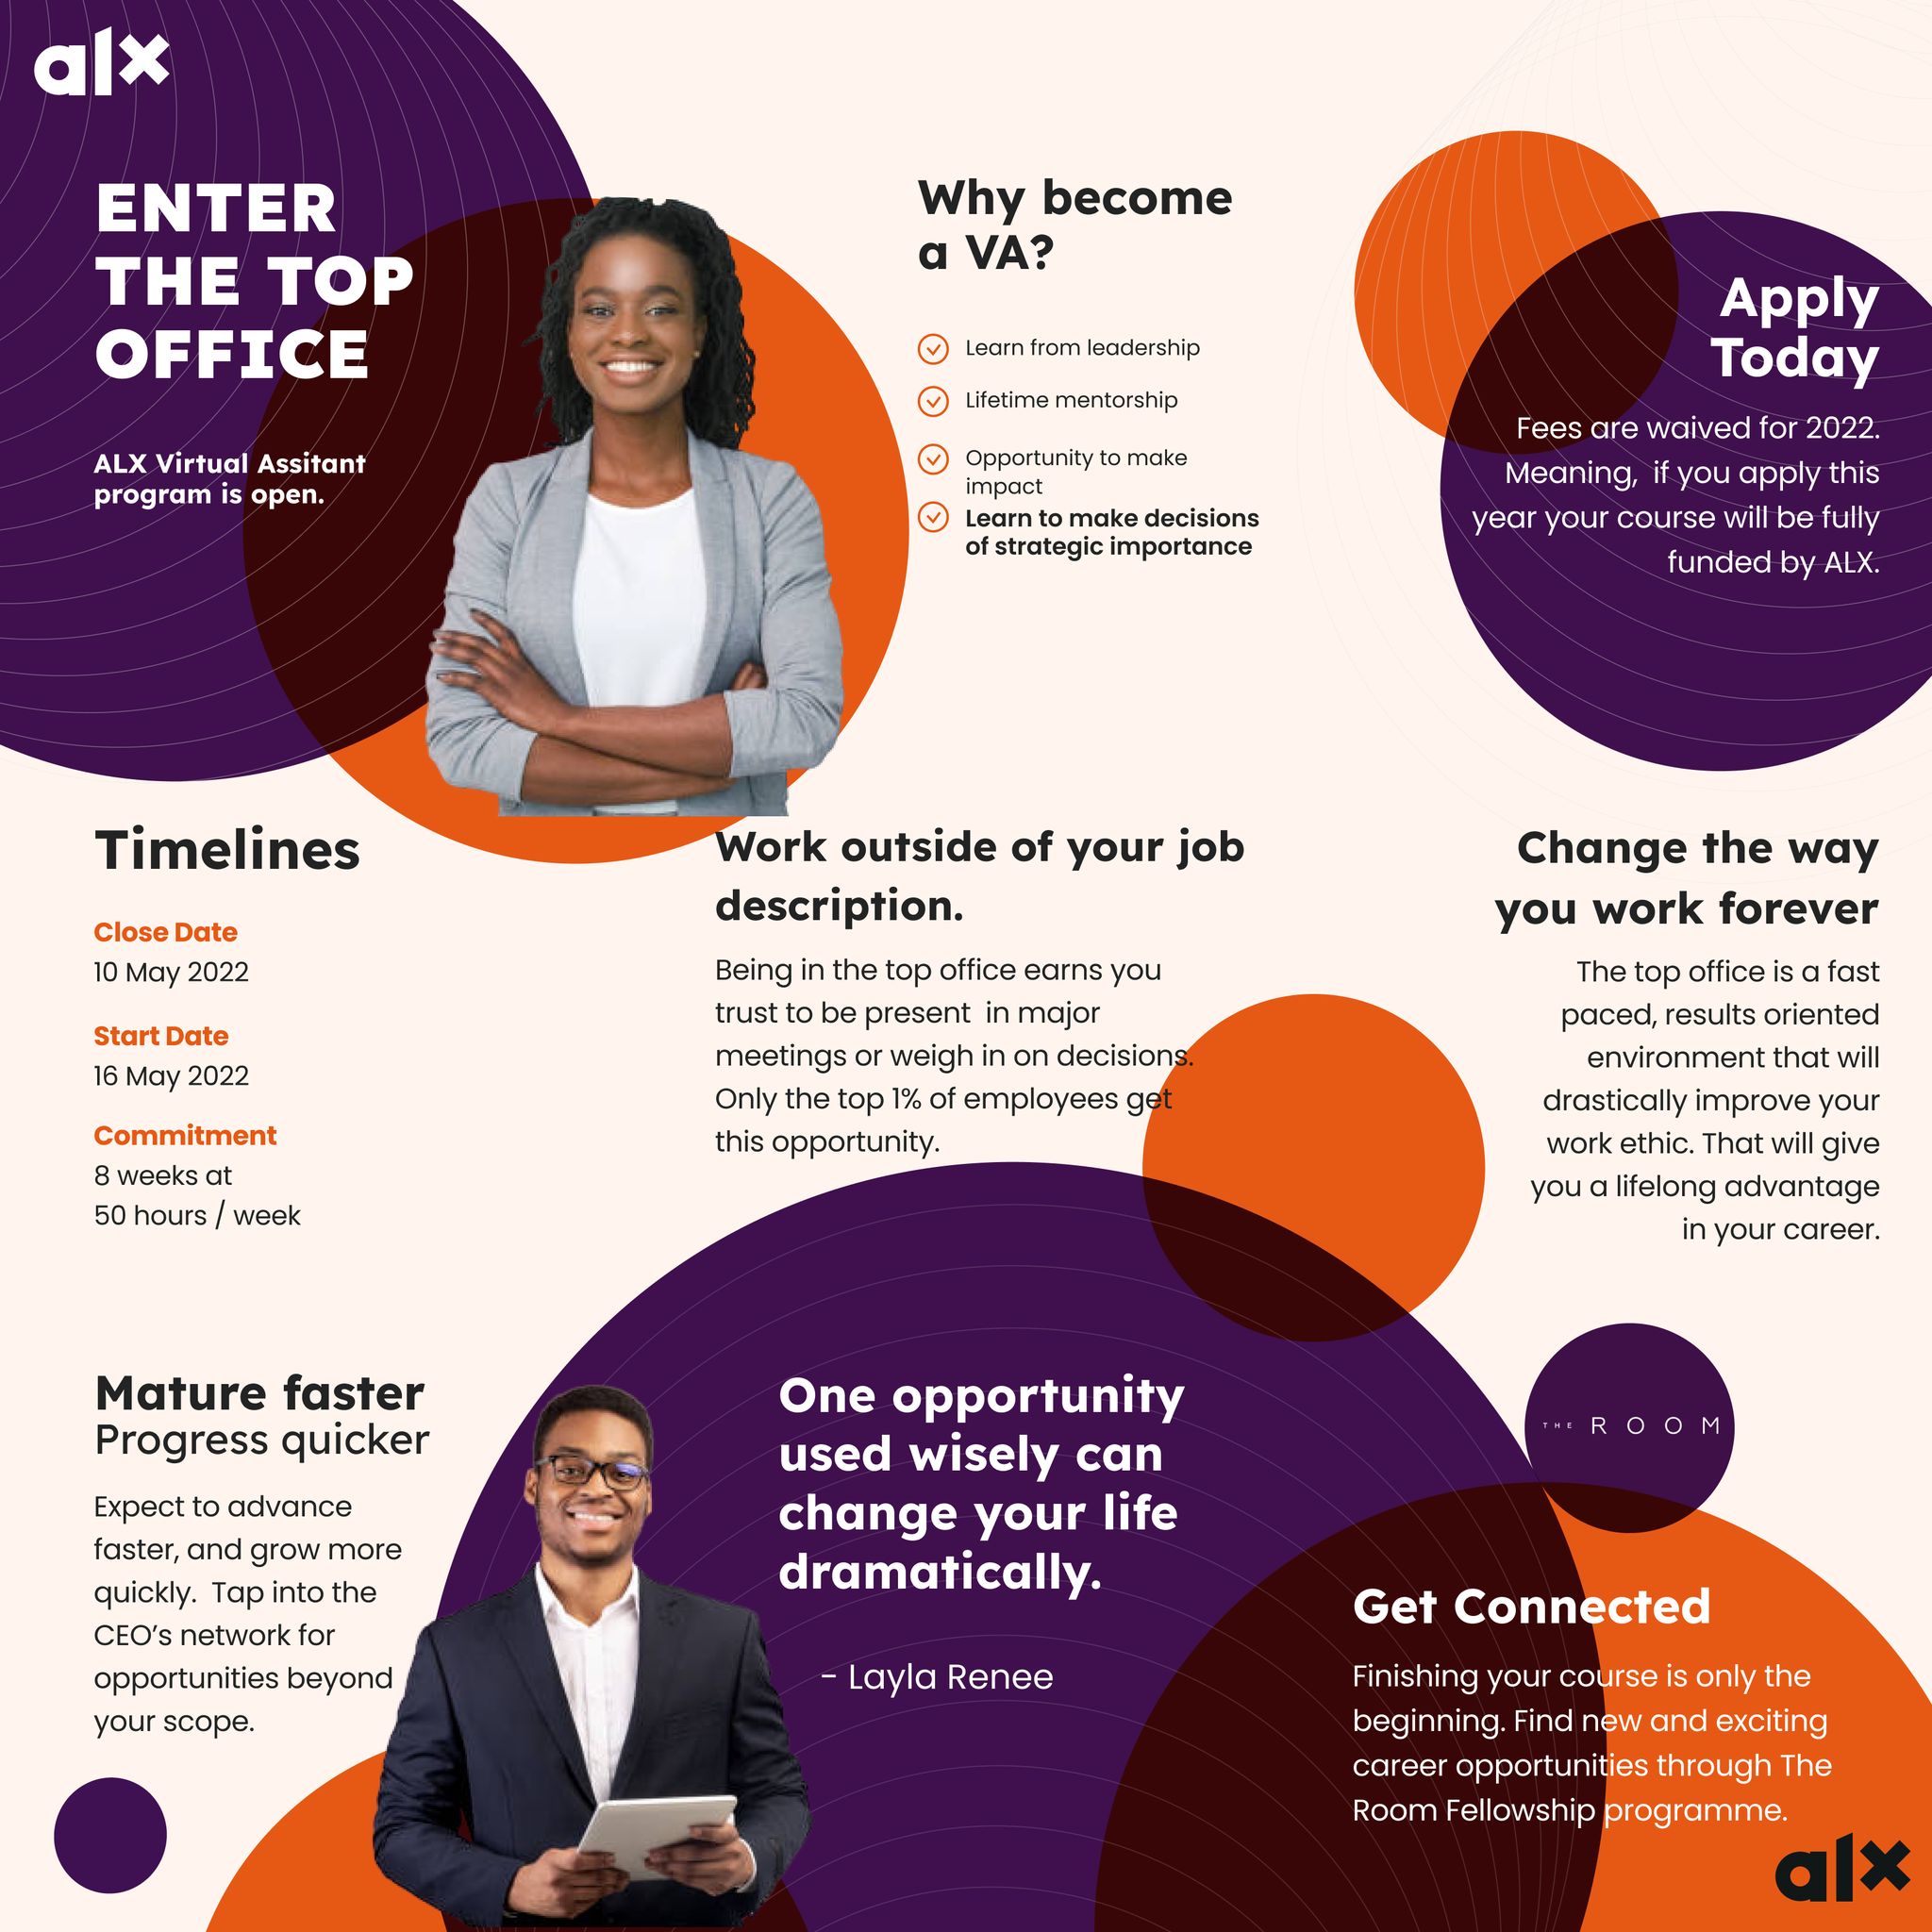 alx
ENTER
THE TOP
OFFICE
ALX Virtual Assitant
program is open.
Why become
a VA?
Learn from leadership
Lifetime mentorship
Opportunity to make
impact
Learn to make decisions
of strategic importance
Apply
Today
Fees are waived for 2022.
Meaning,  if you apply this
year your course will be fully
funded by ALX.
Timelines
Close Date
10 May 2022
Start Date
16 May 2022
Commitment
8 weeks at
50 hours / week
Work outside of your job
description.
Being in the top office earns you
trust to be present  in major
meetings or weigh in on decisions.
Only the top 1% of employees get
this opportunity.
Change the way
you work forever
The top office is a fast
paced, results oriented
environment that will
drastically improve your
work ethic. That will give
you a lifelong advantage
in your career.
Mature faster
Progress quicker
Expect to advance
faster, and grow more
quickly.  Tap into the
CEO’s network for
opportunities beyond
your scope.
One opportunity
used wisely can
change your life
dramatically.
- Layla Renee
THE ROOM
Get Connected
Finishing your course is only the
beginning. Find new and exciting
career opportunities through The
Room Fellowship programme.
alx